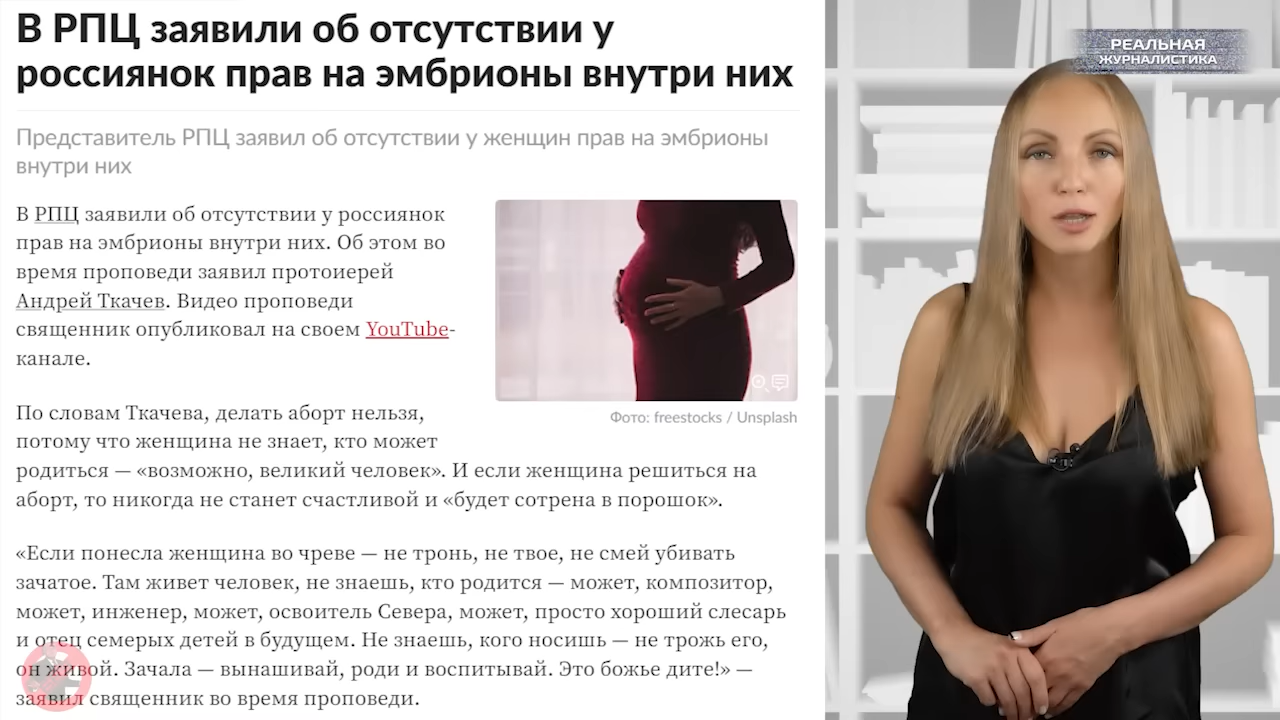 В РПЦ заявили об отсутствии у
россиянок прав на эмбрионы внутри них
Представитель РПЦ заявил об отсутствии у женщин прав на эмбрионы
внутри них
В РПЦ заявили об отсутствии у россиянок
прав на эмбрионы внутри них. Об этом во
время проповеди заявил протоиерей
Андрей Ткачев. Видео проповеди
священник опубликовал на своем YouTube-
канале.
Фото: freestocks / Unsplash
По словам Ткачева, делать аборт нельзя,
потому что женщина не знает, кто может
родиться — «возможно, великий человек». И если женщина решиться на
аборт, то никогда не станет счастливой и «будет сотрена в порошок».
«Если понесла женщина во чреве — не тронь, не твое, не смей убивать
зачатое. Там живет человек, не знаешь, кто родится — может, композитор,
может, инженер, может, освоитель Севера, может, просто хороший слесарь
и отец семерых детей в будущем. Не знаешь, кого носишь — не трожь его,
он живой. Зачала — вынашивай, роди и воспитывай. Это божье дите!» —
заявил священник во время проповеди.
РЕАЛЬНАЯ
ЖУРНАЛИСТИКА